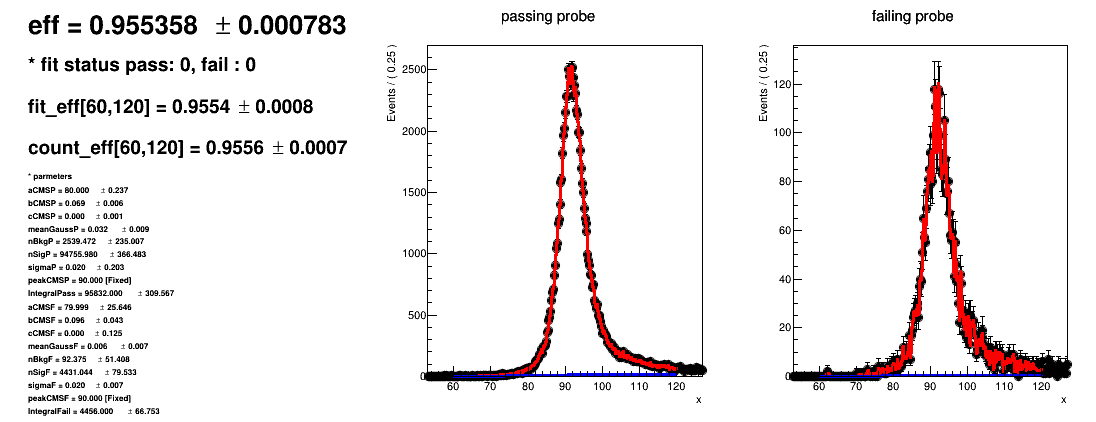 eff = 0.955358 ± 0.000783
* fit status pass: 0, fail : 0
fit_eff[60,120] = 0.9554 ± 0.0008
count_eff[60,120] = 0.9556 ± 0.0007
* parmeters
aCMSP = 80.000 ± 0.237
bCMSP = 0.069 ± 0.006
cCMSP = 0.000 ± 0.001
meanGaussP = 0.032 ± 0.009
nBkgP = 2539.472 ± 235.007
nSigP = 94755.980 ± 366.483
sigmaP = 0.020 ± 0.203
peakCMSP = 90.000 [Fixed]
IntegralPass = 95832.000 ± 309.567
aCMSF = 79.999 ± 25.646
bCMSF = 0.096 ± 0.043
cCMSF = 0.000 ± 0.125
meanGaussF = 0.006 ± 0.007
nBkgF = 92.375 ± 51.408
nSigF = 4431.044 ± 79.533
sigmaF = 0.020 ± 0.007
peakCMSF = 90.000 [Fixed]
IntegralFail = 4456.000 ± 66.753
passing probe
Events / ( 0.25 )
2500
2000
1500
1000
500
0
60 70 80 90 100 110 120
x
failing probe
Events / ( 0.25 )
120
100
80
60
40
20
0
60 70 80 90 100 110 120
x